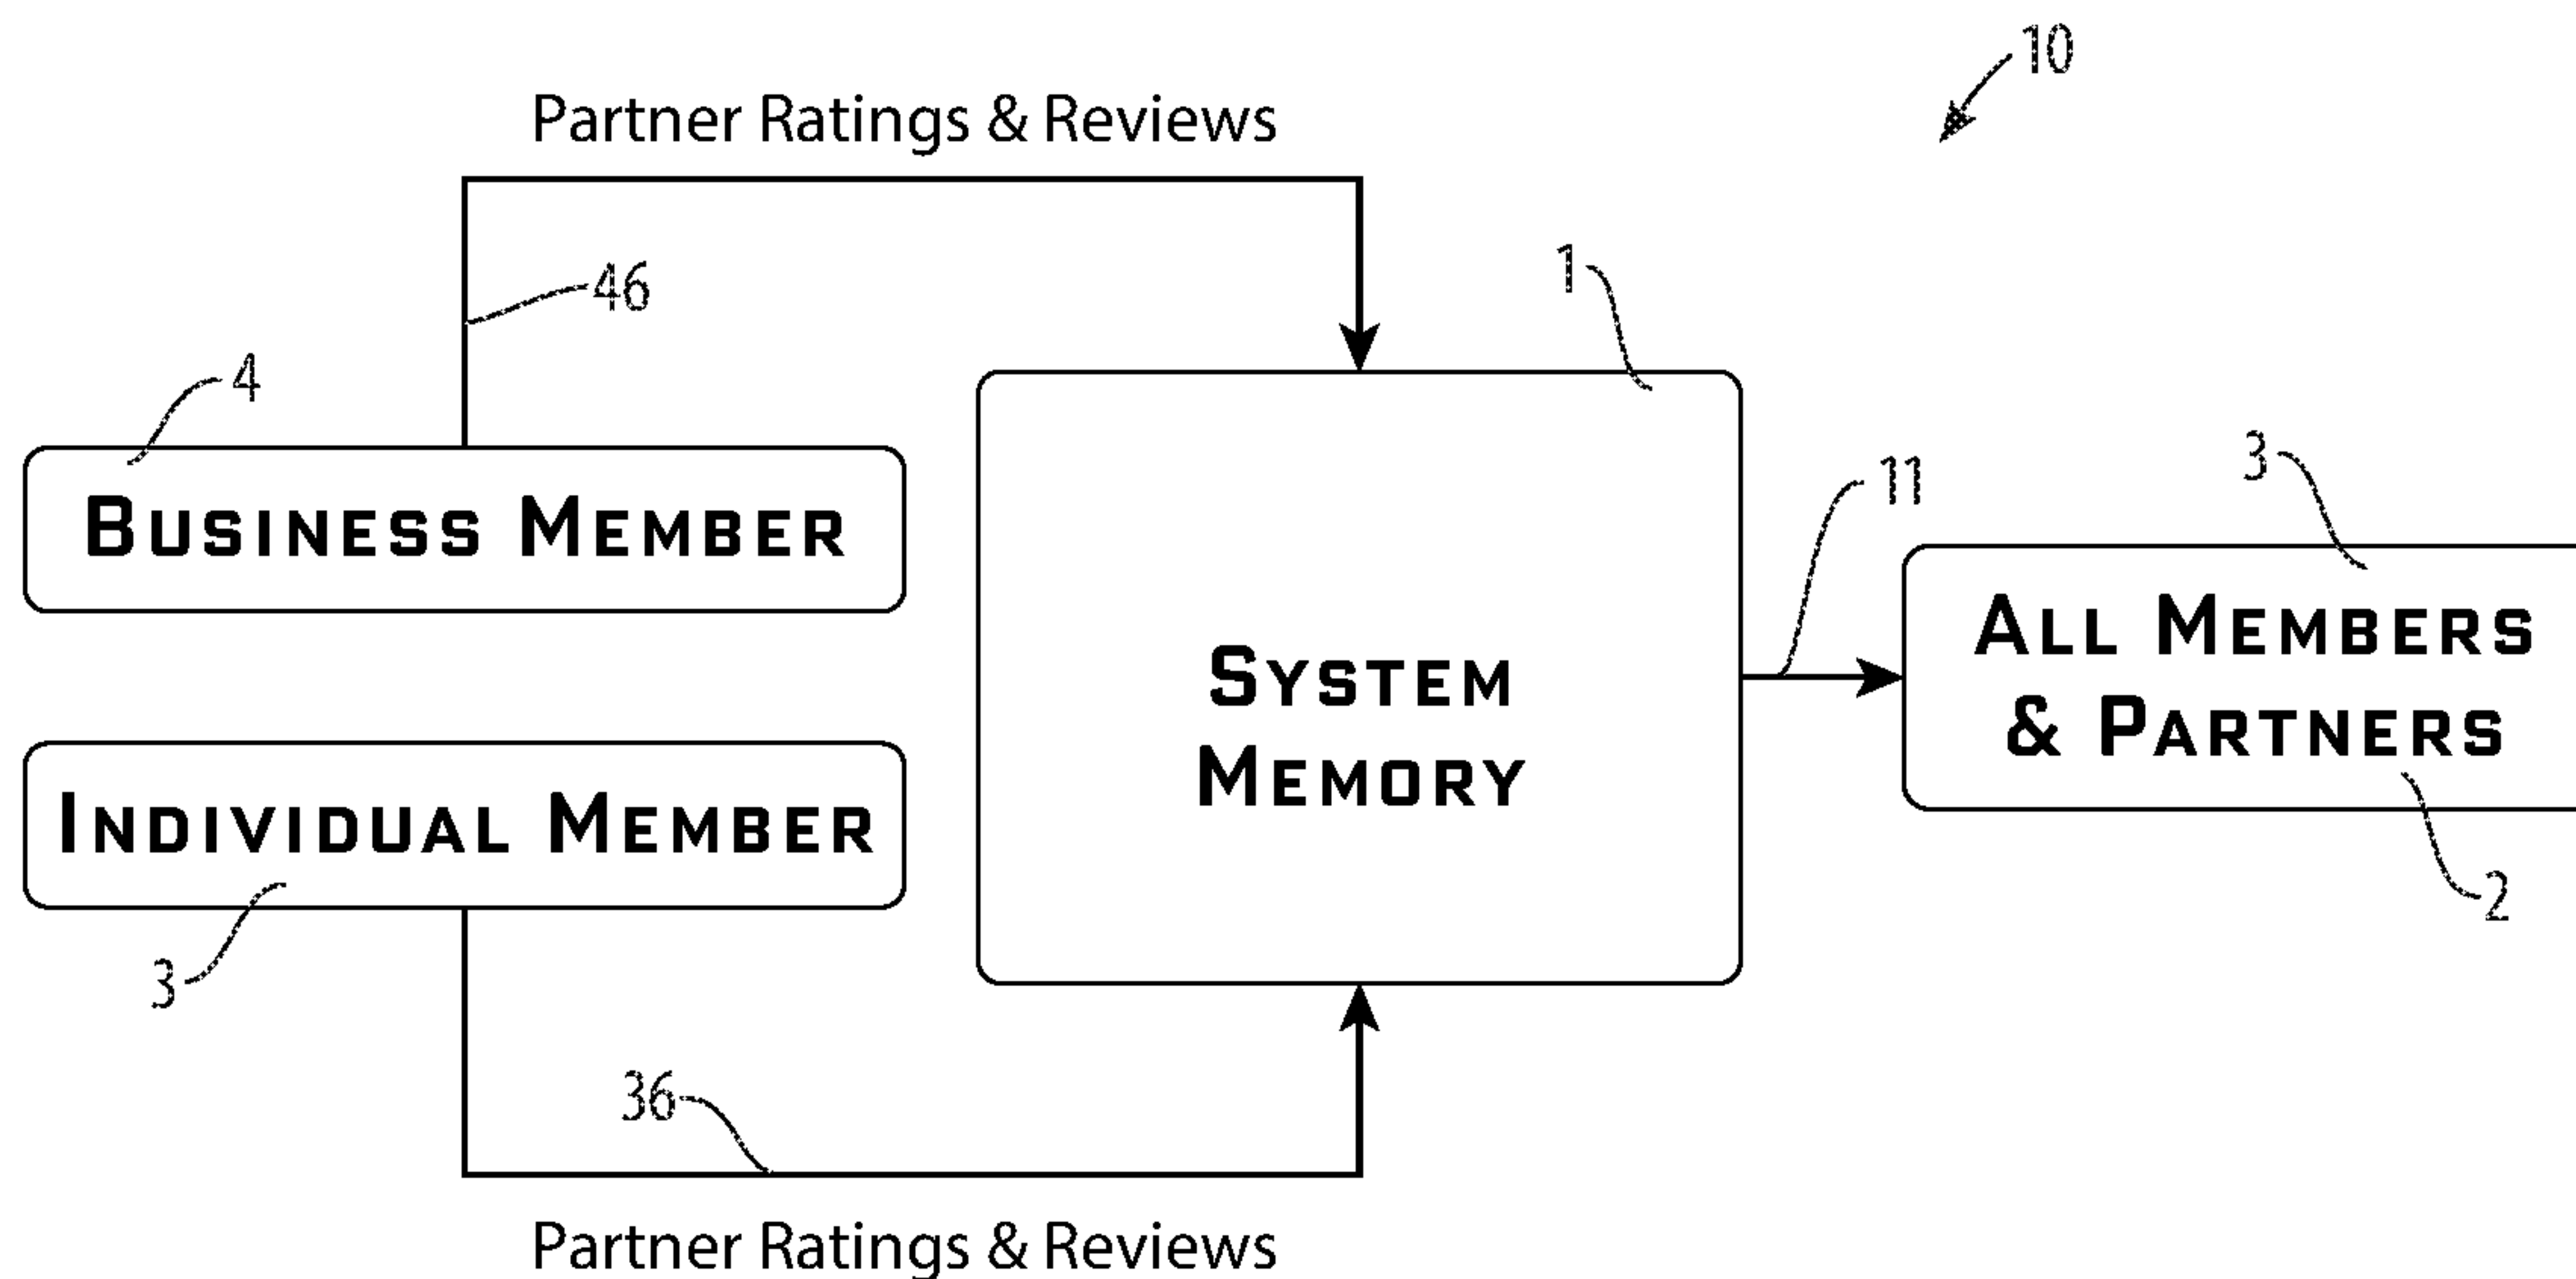 10
Partner Ratings & Reviews
46
1
4
BUSINESS MEMBER
11
3
ALL MEMBERS
& PARTNERS
SYSTEM
MEMORY
INDIVIDUAL MEMBER
3
2
36
Partner Ratings & Reviews